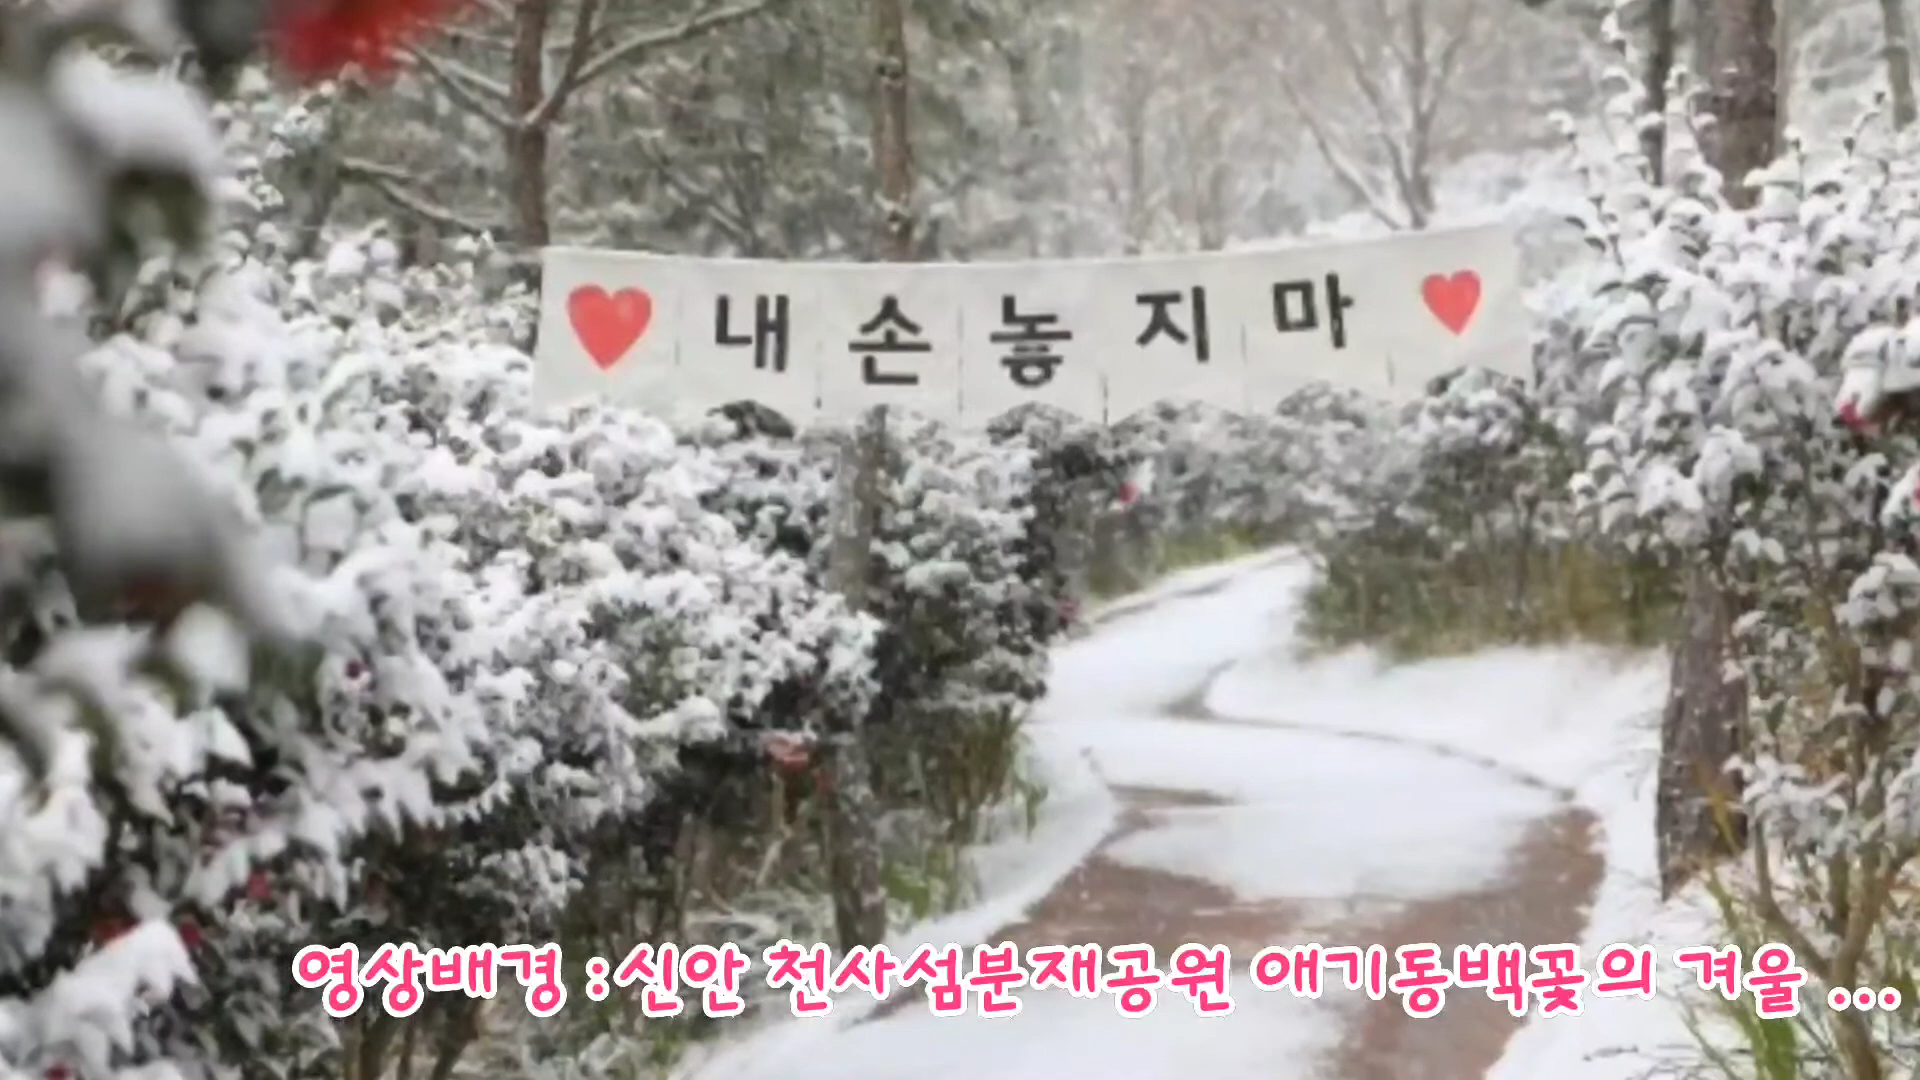 ♥ 내 손 놓 지 마 ♥
영상배경 :신안 천사섬분재공원 애기동백꽃의 겨울 ...